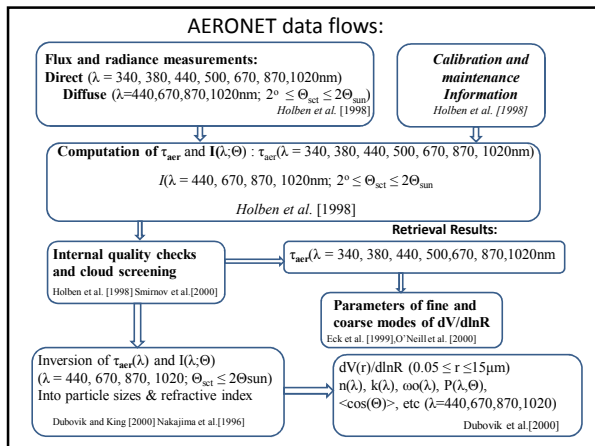 AERONET data flows:
Flux and radiance measurements:
Direct (λ = 340, 380, 440, 500, 670, 870,1020nm)
Diffuse (λ=440,670,870,1020nm; 2º ≤ Θsct ≤ 2Θsun)
Holben et al. [1998]
Calibration and
maintenance
Information
Holben et al. [1998]
Computation of τaer and I(λ;Θ) : τaer(λ = 340, 380, 440, 500, 670, 870, 1020nm)
I(λ = 440, 670, 870, 1020nm; 2º ≤ Θsct ≤ 2Θsun
Holben et al. [1998]
Retrieval Results:
Internal quality checks
and cloud screening
Holben et al. [1998] Smirnov et al.[2000]
τaer(λ = 340, 380, 440, 500,670, 870,1020nm
Parameters of fine and
coarse modes of dV/dlnR
Eck et al. [1999],O'Neill et al. [2000]
Inversion of τaer(λ) and I(λ;Θ)
(λ = 440, 670, 870, 1020; Θsct ≤ 2Θsun)
Into particle sizes & refractive index
Dubovik and King [2000] Nakajima et al.[1996]
dV(r)/dlnR (0.05 ≤ r ≤15μm)
n(λ), k(λ), ωo(λ), P(λ,Θ),
<cos(Θ)>, etc (λ=440,670,870,1020)
Dubovik et al.[2000]